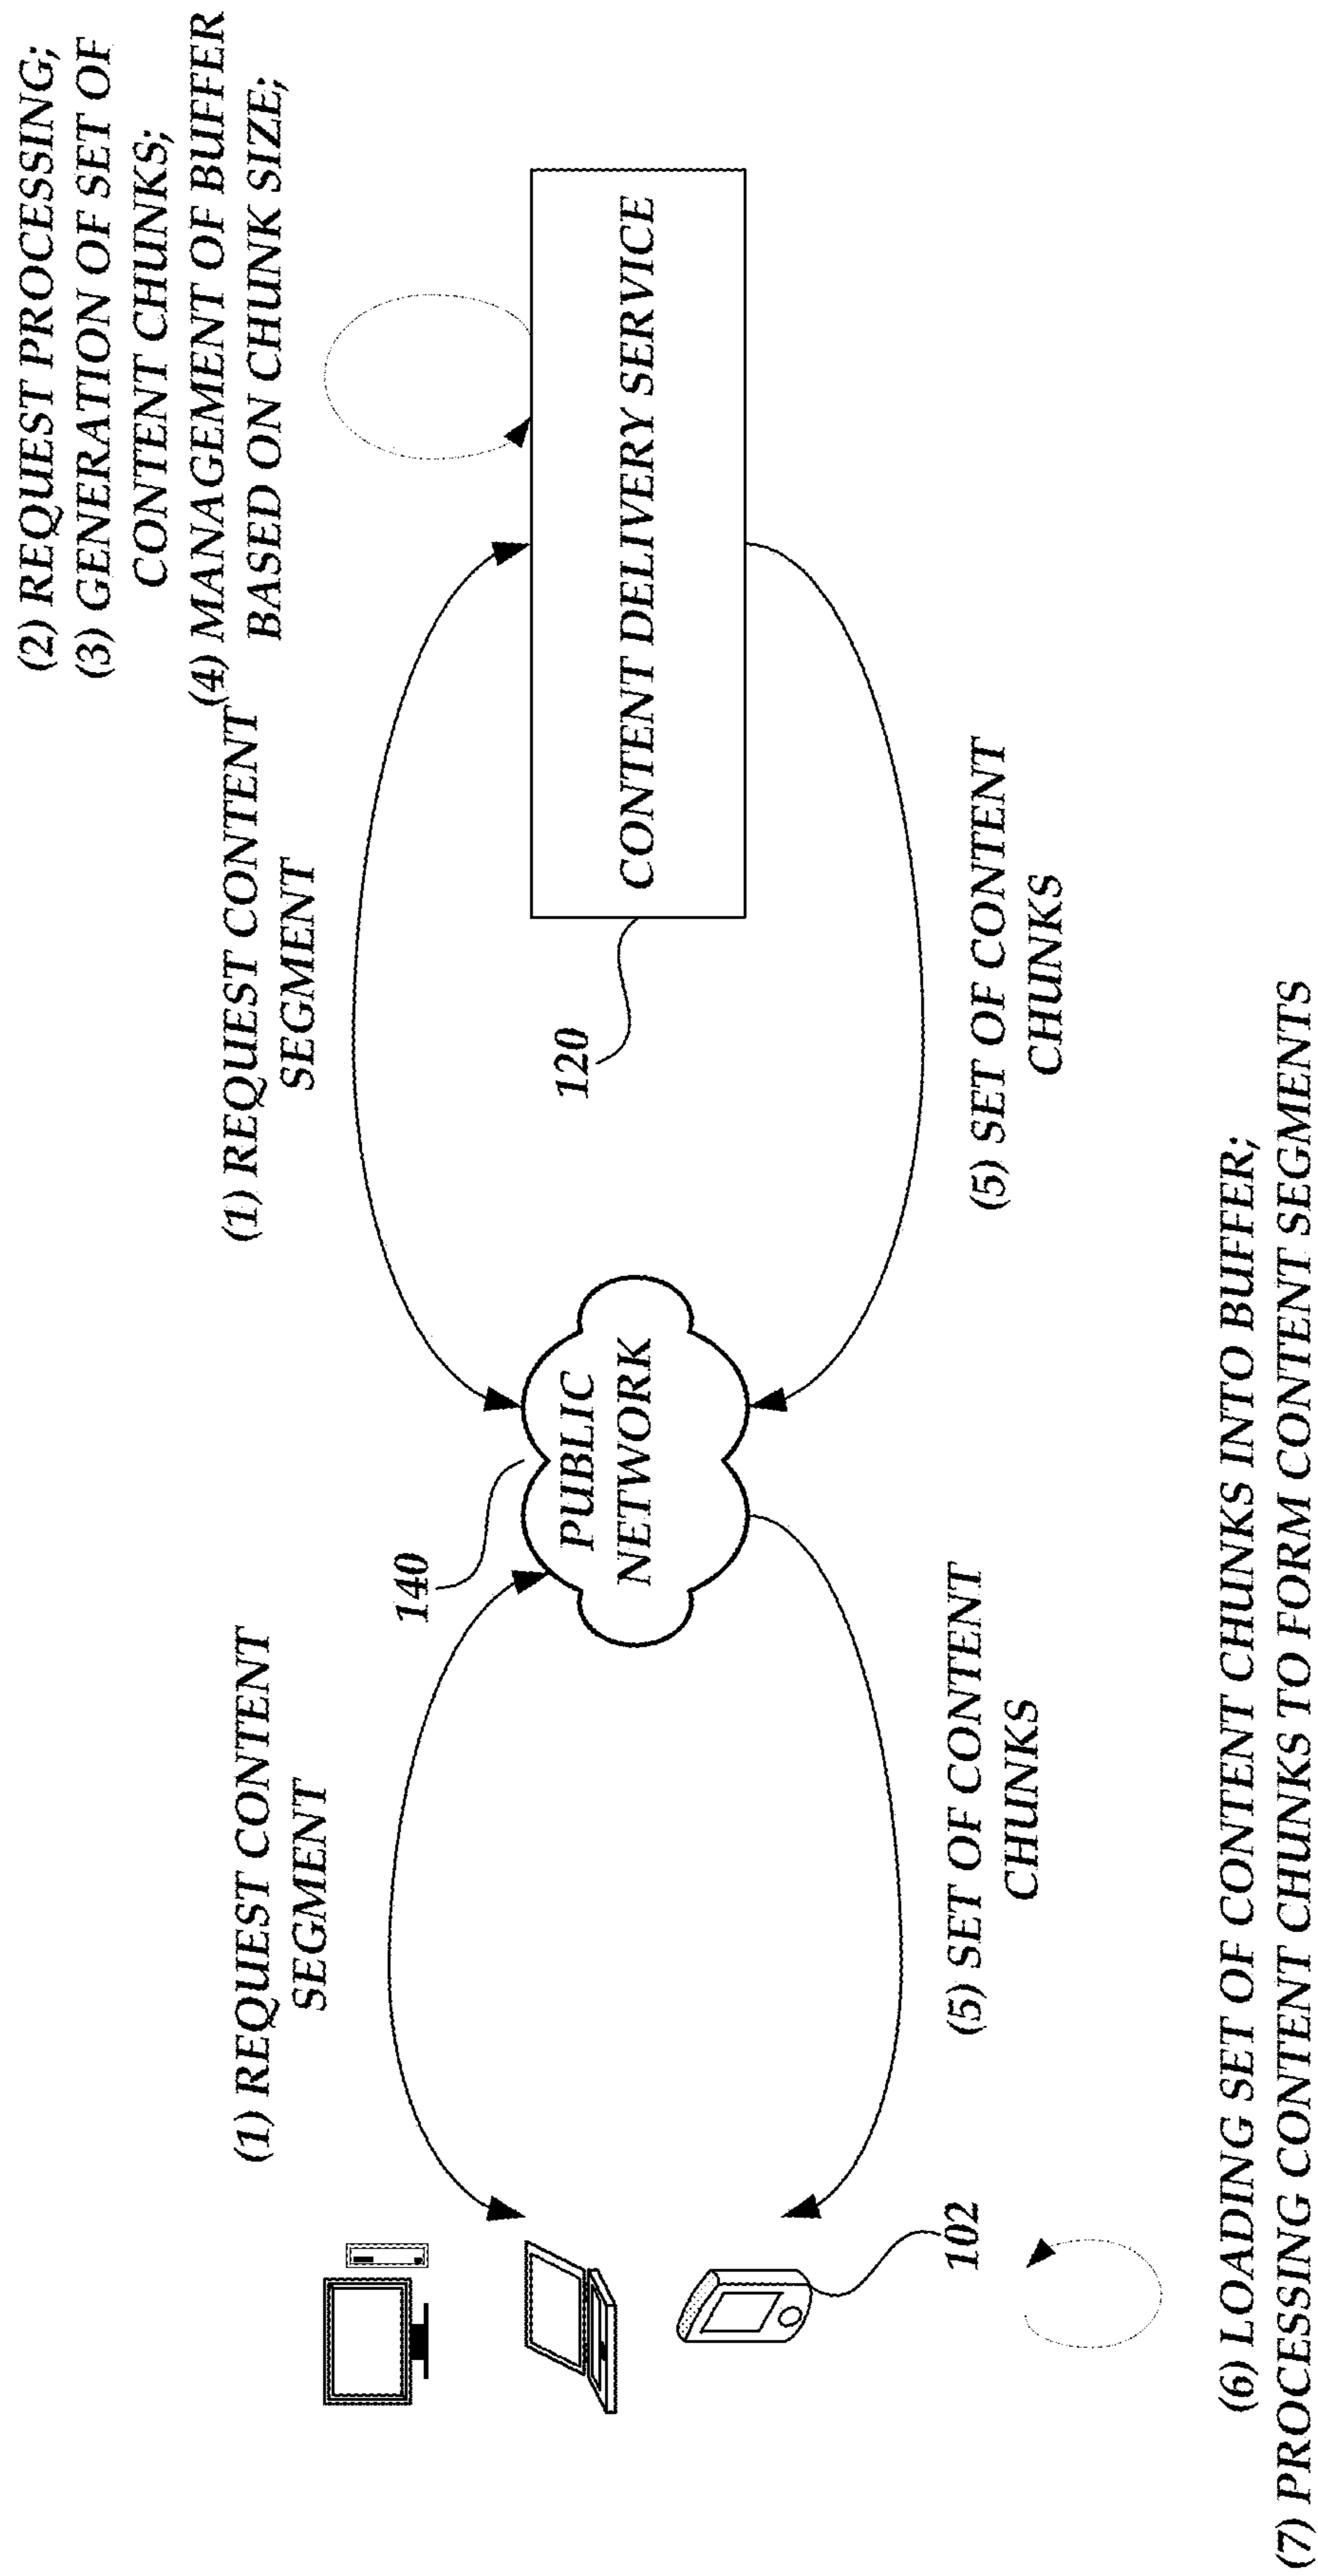 (2) REQUEST PROCESSING;
(3) GENERATION OF SET OF
CONTENT CHUNKS;
(4) MANAGEMENT OF BUFFER
BASED ON CHUNK SIZE;
(1) REQUEST CONTENT
SEGMENT
(1) REQUEST CONTENT
SEGMENT
140
PUBLIC
NETWORK
120
CONTENT DELIVERY SERVICE
102
(5) SET OF CONTENT
CHUNKS
(5) SET OF CONTENT
CHUNKS
(6) LOADING SET OF CONTENT CHUNKS INTO BUFFER;
(7) PROCESSING CONTENT CHUNKS TO FORM CONTENT SEGMENTS